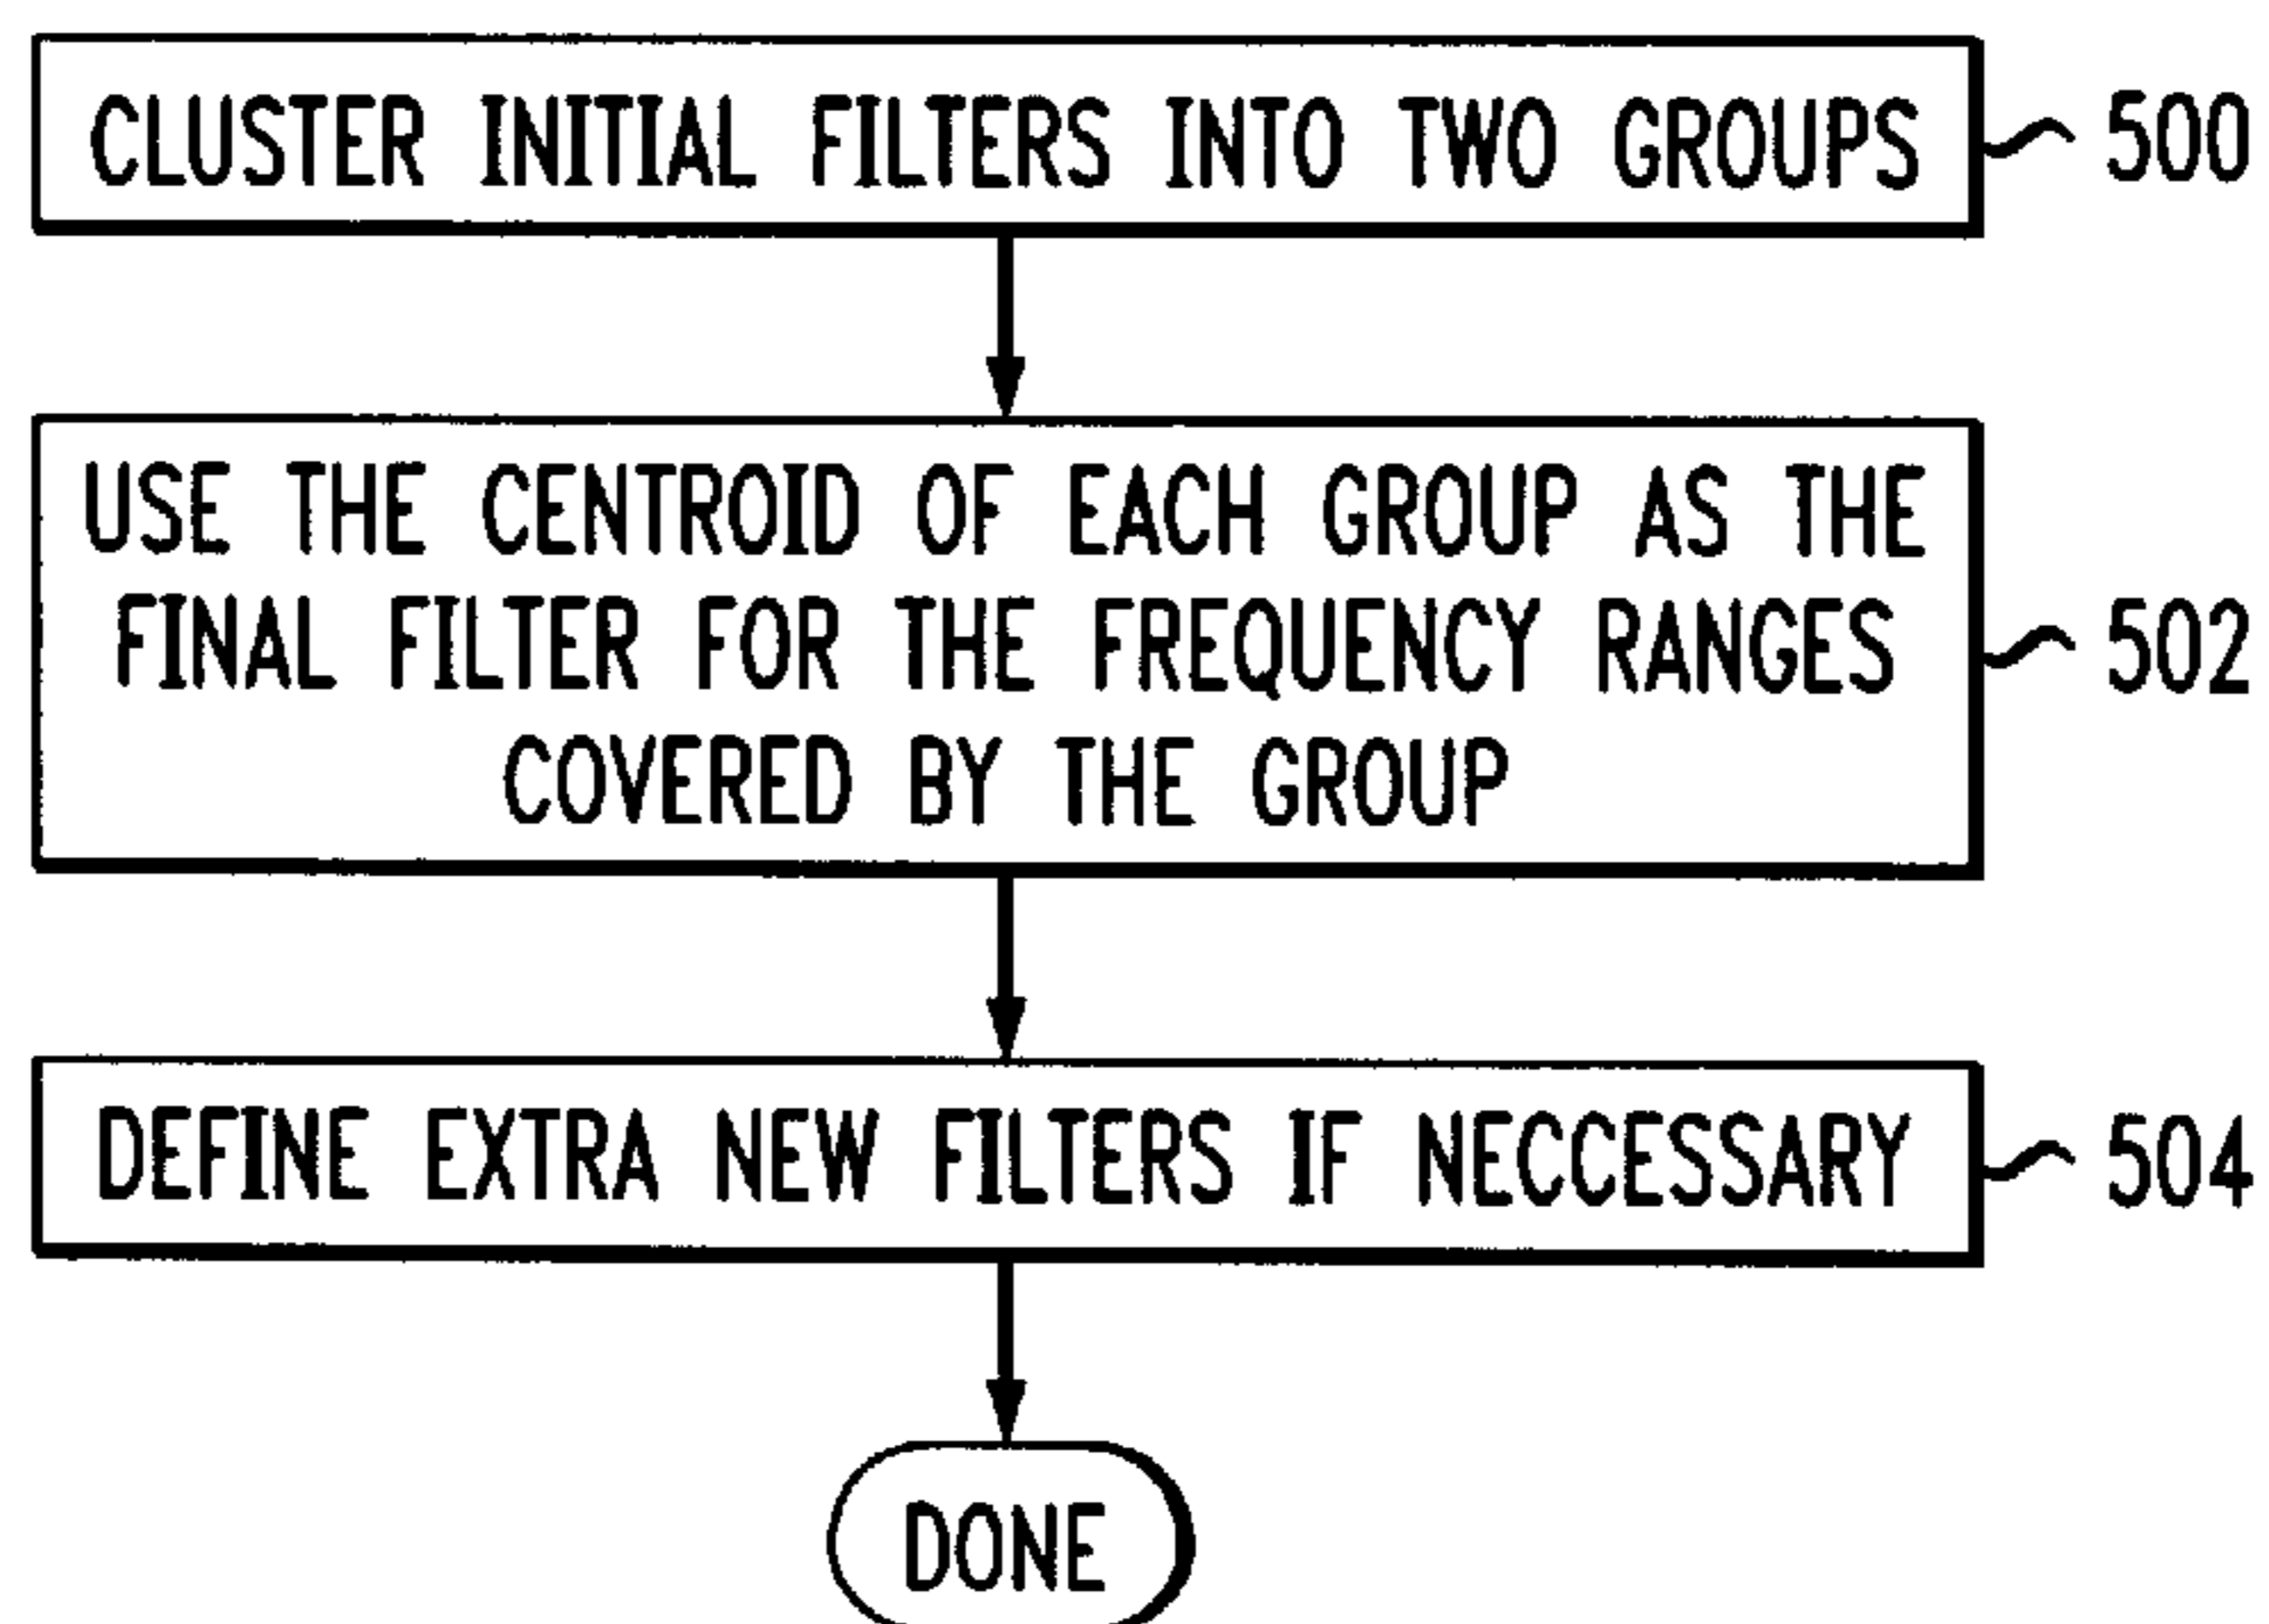 CLUSTER INITIAL FILTERS INTO TWO GROUPS 500
USE THE CENTROID OF EACH GROUP AS THE
FINAL FILTER FOR THE FREQUENCY RANGES 502
COVERED BY THE GROUP
DEFINE EXTRA NEW FILTERS IF NECCESSARY 504
DONE